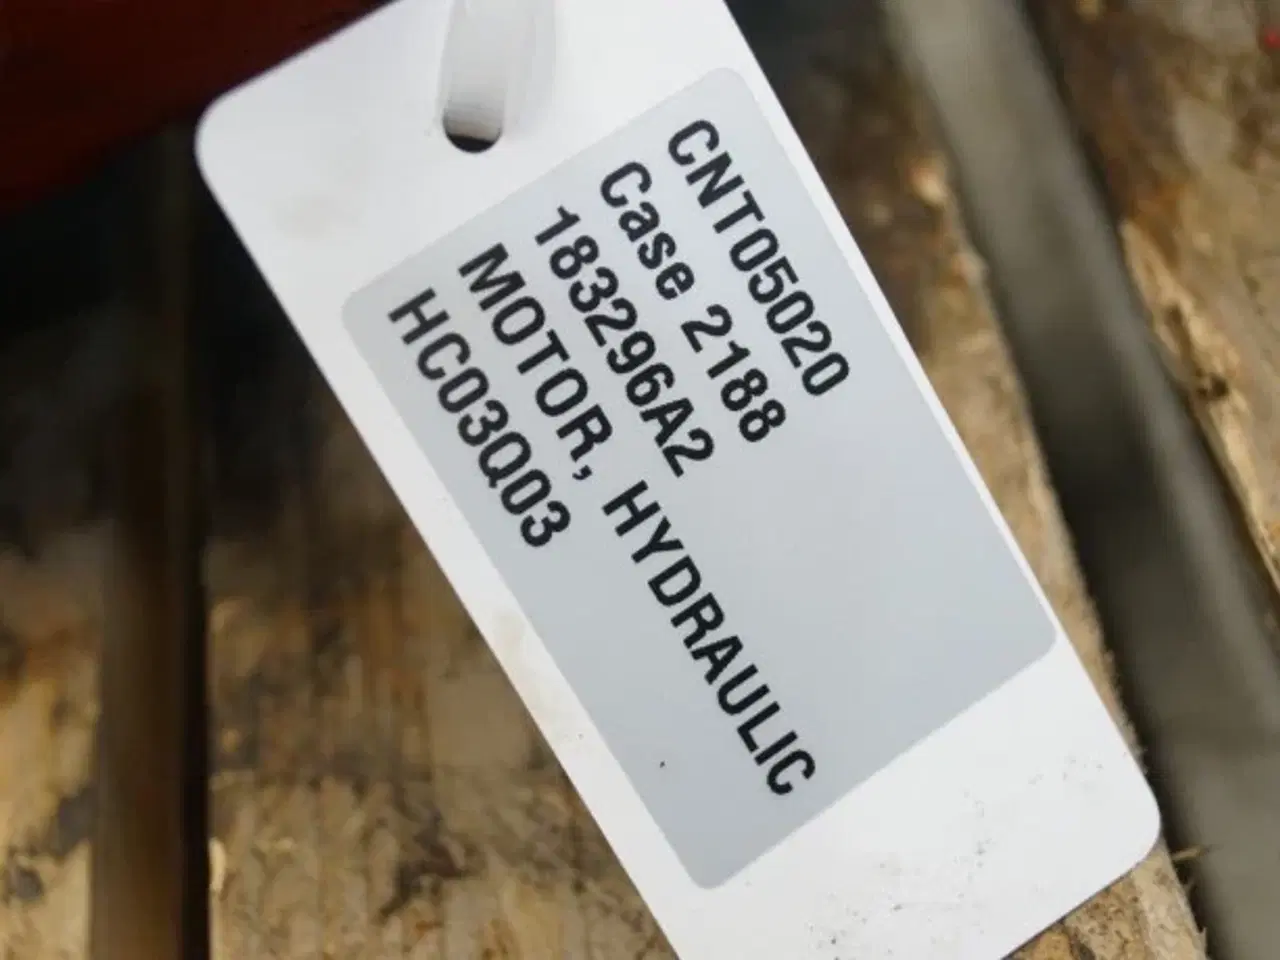 CNT05020
Case 2188
183296A2
MOTOR, HYDRAULIC
HC03Q03